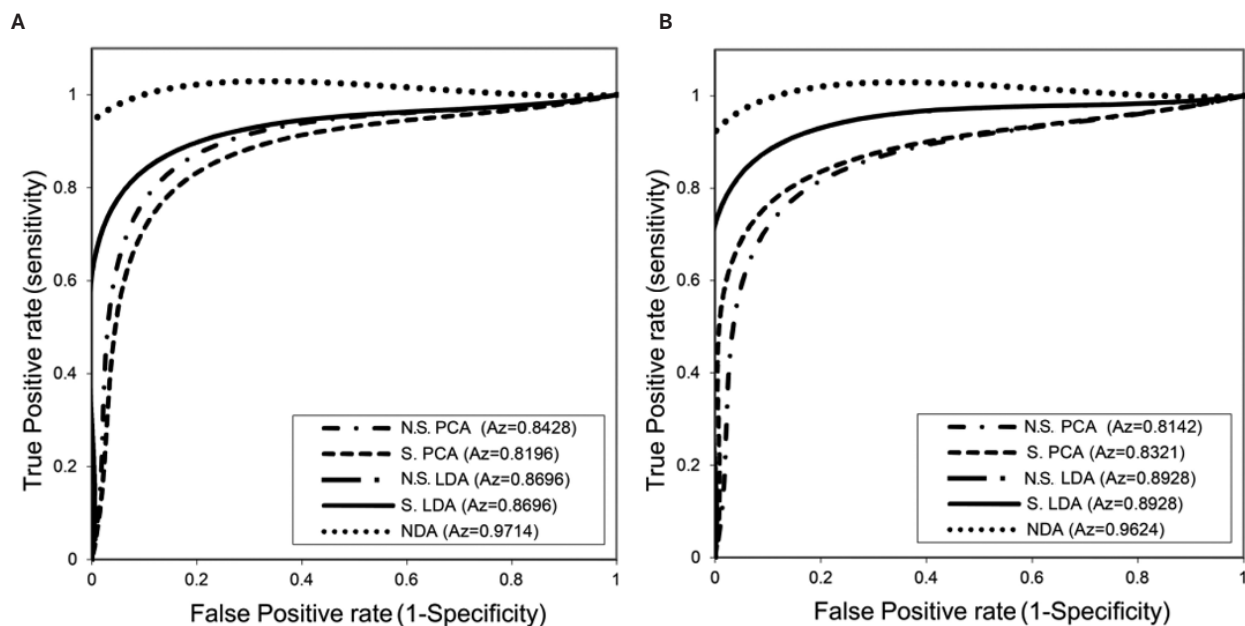 A
True Positive rate (sensitivity)
1
0.8
0.6
0.4
0.2
0
N.S. PCA (Az=0.8428)
S. PCA (Az=0.8196)
N.S. LDA (Az=0.8696)
S. LDA (Az=0.8696)
NDA (Az=0.9714)
0 0.2 0.4 0.6 0.8 1
False Positive rate (1-Specificity)
B
True Positive rate (sensitivity)
1
0.8
0.6
0.4
0.2
0
N.S. PCA (Az=0.8142)
S. PCA (Az=0.8321)
N.S. LDA (Az=0.8928)
S. LDA (Az=0.8928)
NDA (Az=0.9624)
0 0.2 0.4 0.6 0.8 1
False Positive rate (1-Specificity)